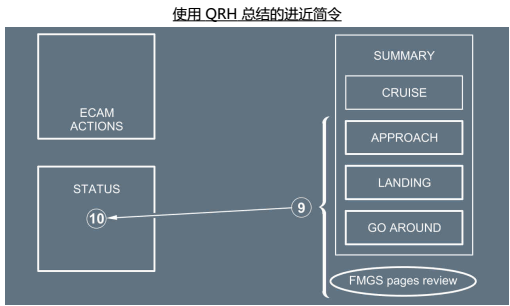 使用 QRH 总结的进近简令
ECAM
ACTIONS
STATUS
10
9
SUMMARY
CRUISE
APPROACH
LANDING
GO AROUND
FMGS pages review